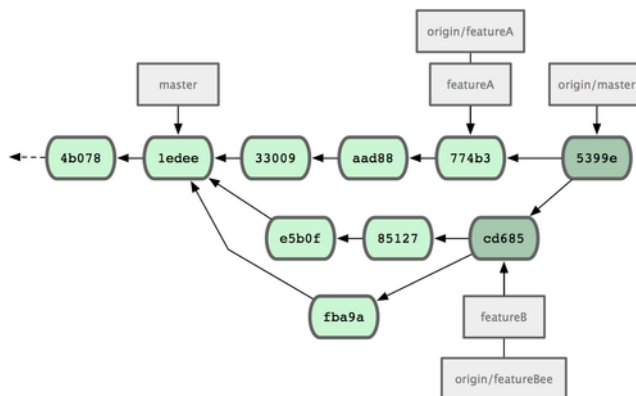 origin/featureA
master
featureA
origin/master
4b078
1edee
33009
aad88
774b3
5399e
e5b0f
85127
cd685
fba9a
featureB
origin/featureBee